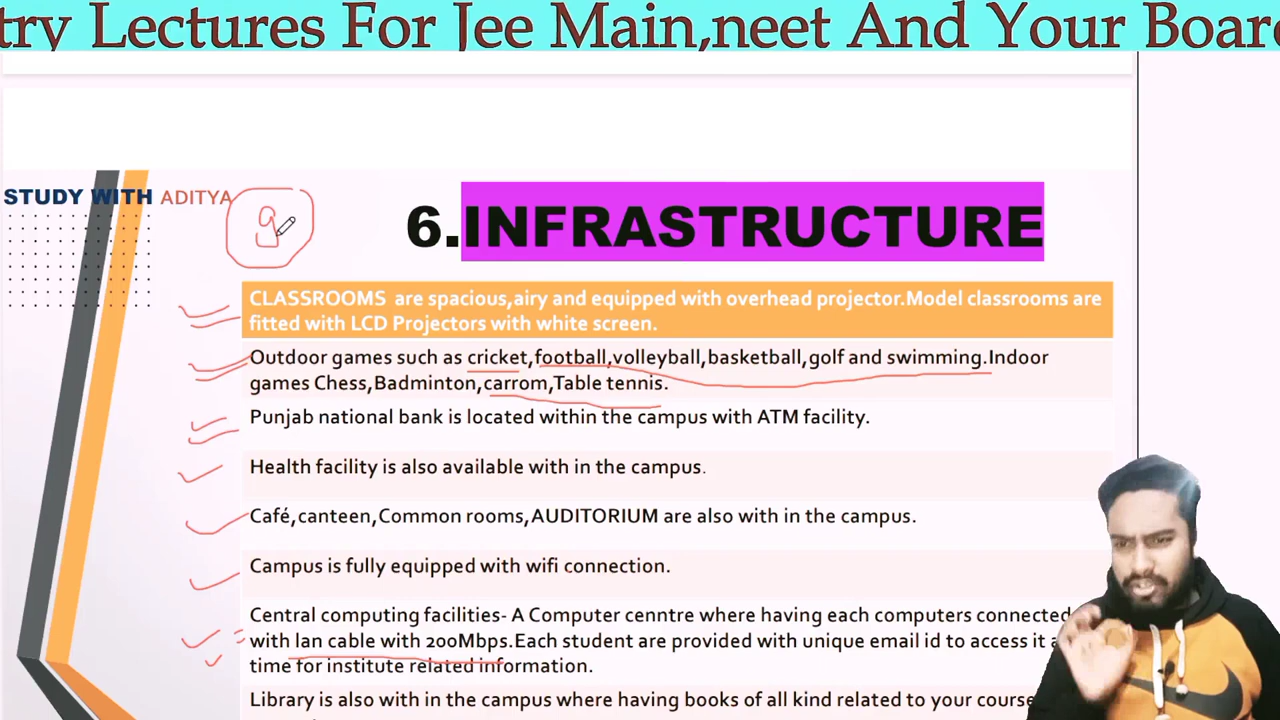 try Lectures For Jee Main,neet And Your Board
STUDY WITH ADITYA
9
6.INFRASTRUCTURE
CLASSROOMS are spacious,airy and equipped with overhead projector.Model classrooms are
fitted with LCD Projectors with white screen.
Outdoor games such as cricket,football,volleyball,basketball,golf and swimming.Indoor
games Chess,Badminton,carrom,Table tennis.
Punjab national bank is located within the campus with ATM facility.
Health facility is also available with in the campus.
Café,canteen,Common rooms,AUDITORIUM are also with in the campus.
Campus is fully equipped with wifi connection.
Central computing facilities- A Computer cenntre where having each computers connected
with lan cable with 200Mbps.Each student are provided with unique email id to access it
time for institute related information.
Library is also with in the campus where having books of all kind related to your course